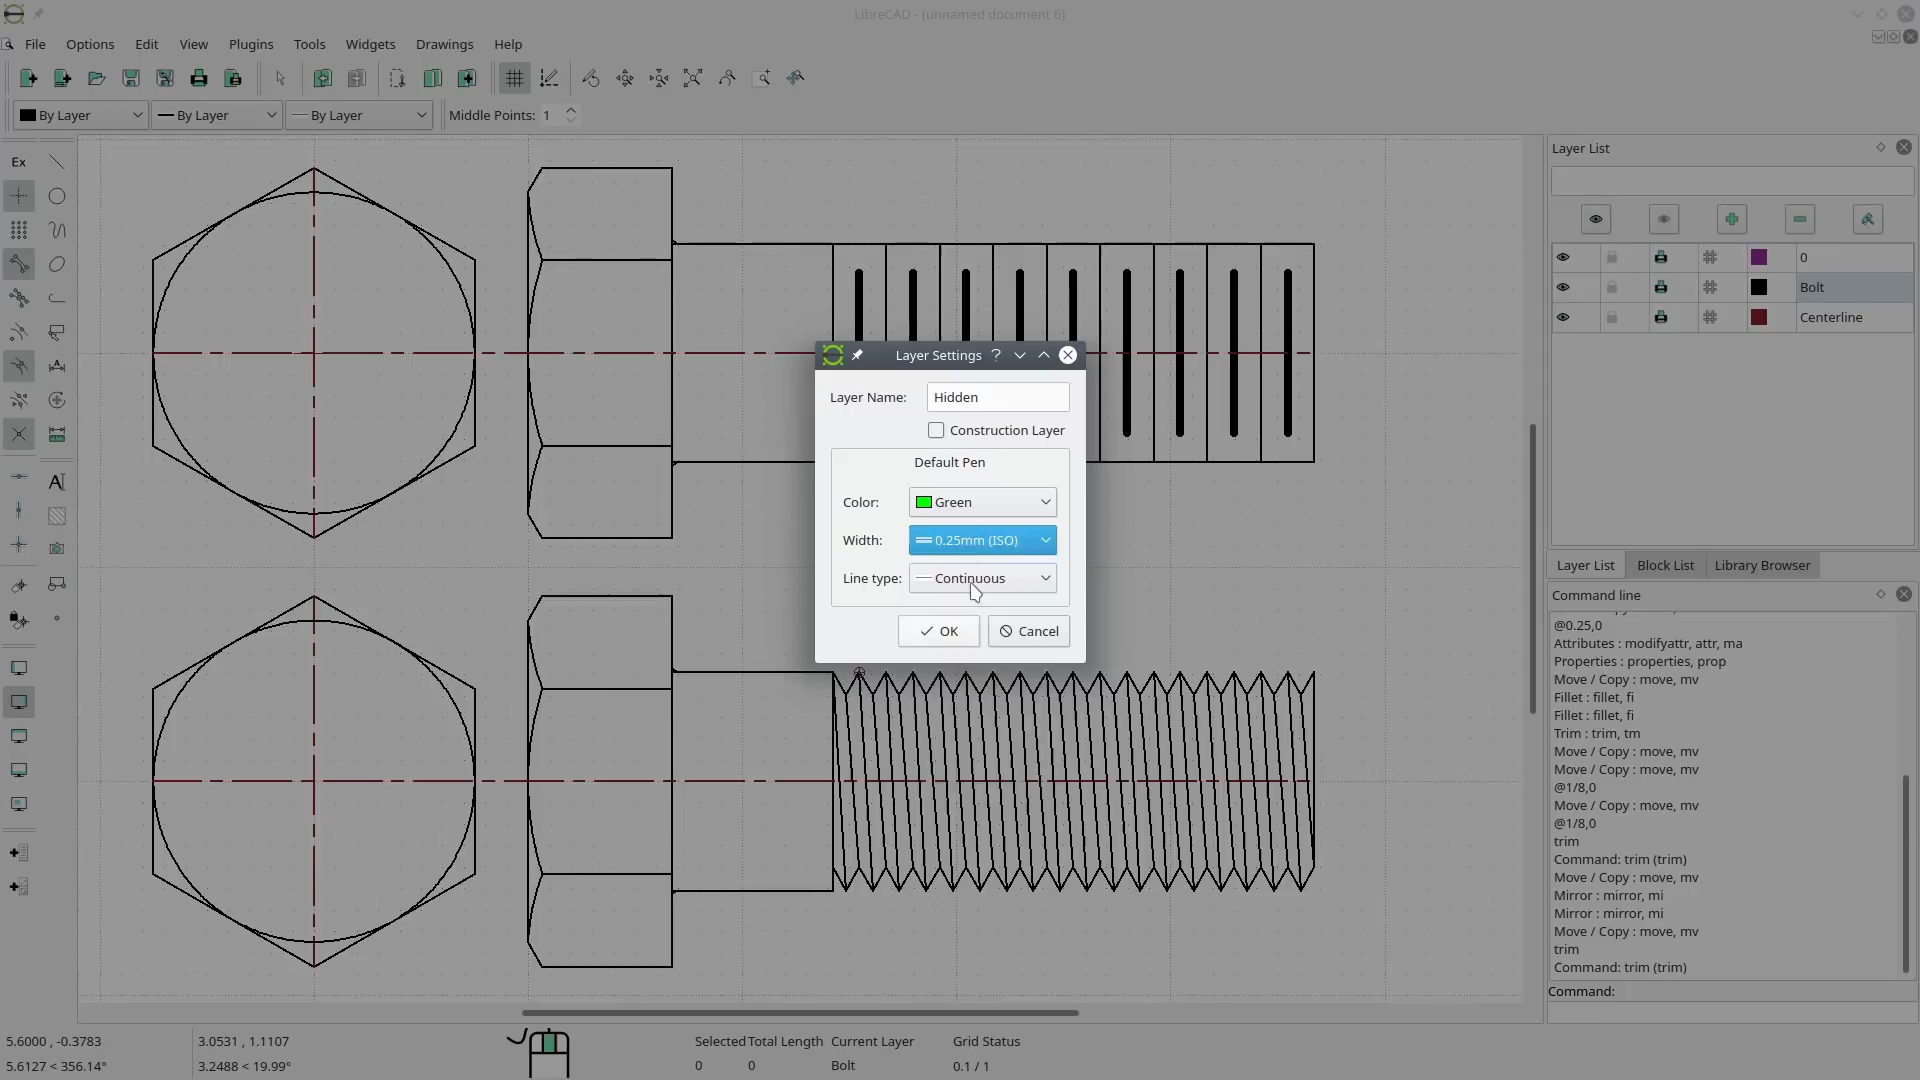 LibreCAD - [unnamed document 6]
File Options Edit View Plugins Tools Widgets Drawings Help
By Layer By Layer By Layer Middle Points: 1
Ex
Layer List
0
Bolt
Centerline
Layer Settings ?
Layer Name: Hidden
Construction Layer
Default Pen
Color: Green
Width: 0.25mm (ISO)
Line type: Continuous
OK Cancel
Layer List Block List Library Browser
Command line
@0.25,0
Attributes : modifyattr, attr, ma
Properties : properties, prop
Move / Copy : move, mv
Fillet : fillet, fi
Fillet : fillet, fi
Trim : trim, tm
Move / Copy : move, mv
Move / Copy : move, mv
@1/8,0
Move / Copy : move, mv
@1/8,0
trim
Command: trim (trim)
Move / Copy : move, mv
Mirror : mirror, mi
Mirror : mirror, mi
Move / Copy : move, mv
trim
Command: trim (trim)
Command:
5.6000 , -0.3783 3.0531 , 1.1107 Selected Total Length Current Layer Grid Status
5.6127 < 356.14° 3.2488 < 19.99° 0 0 Bolt 0.1 / 1